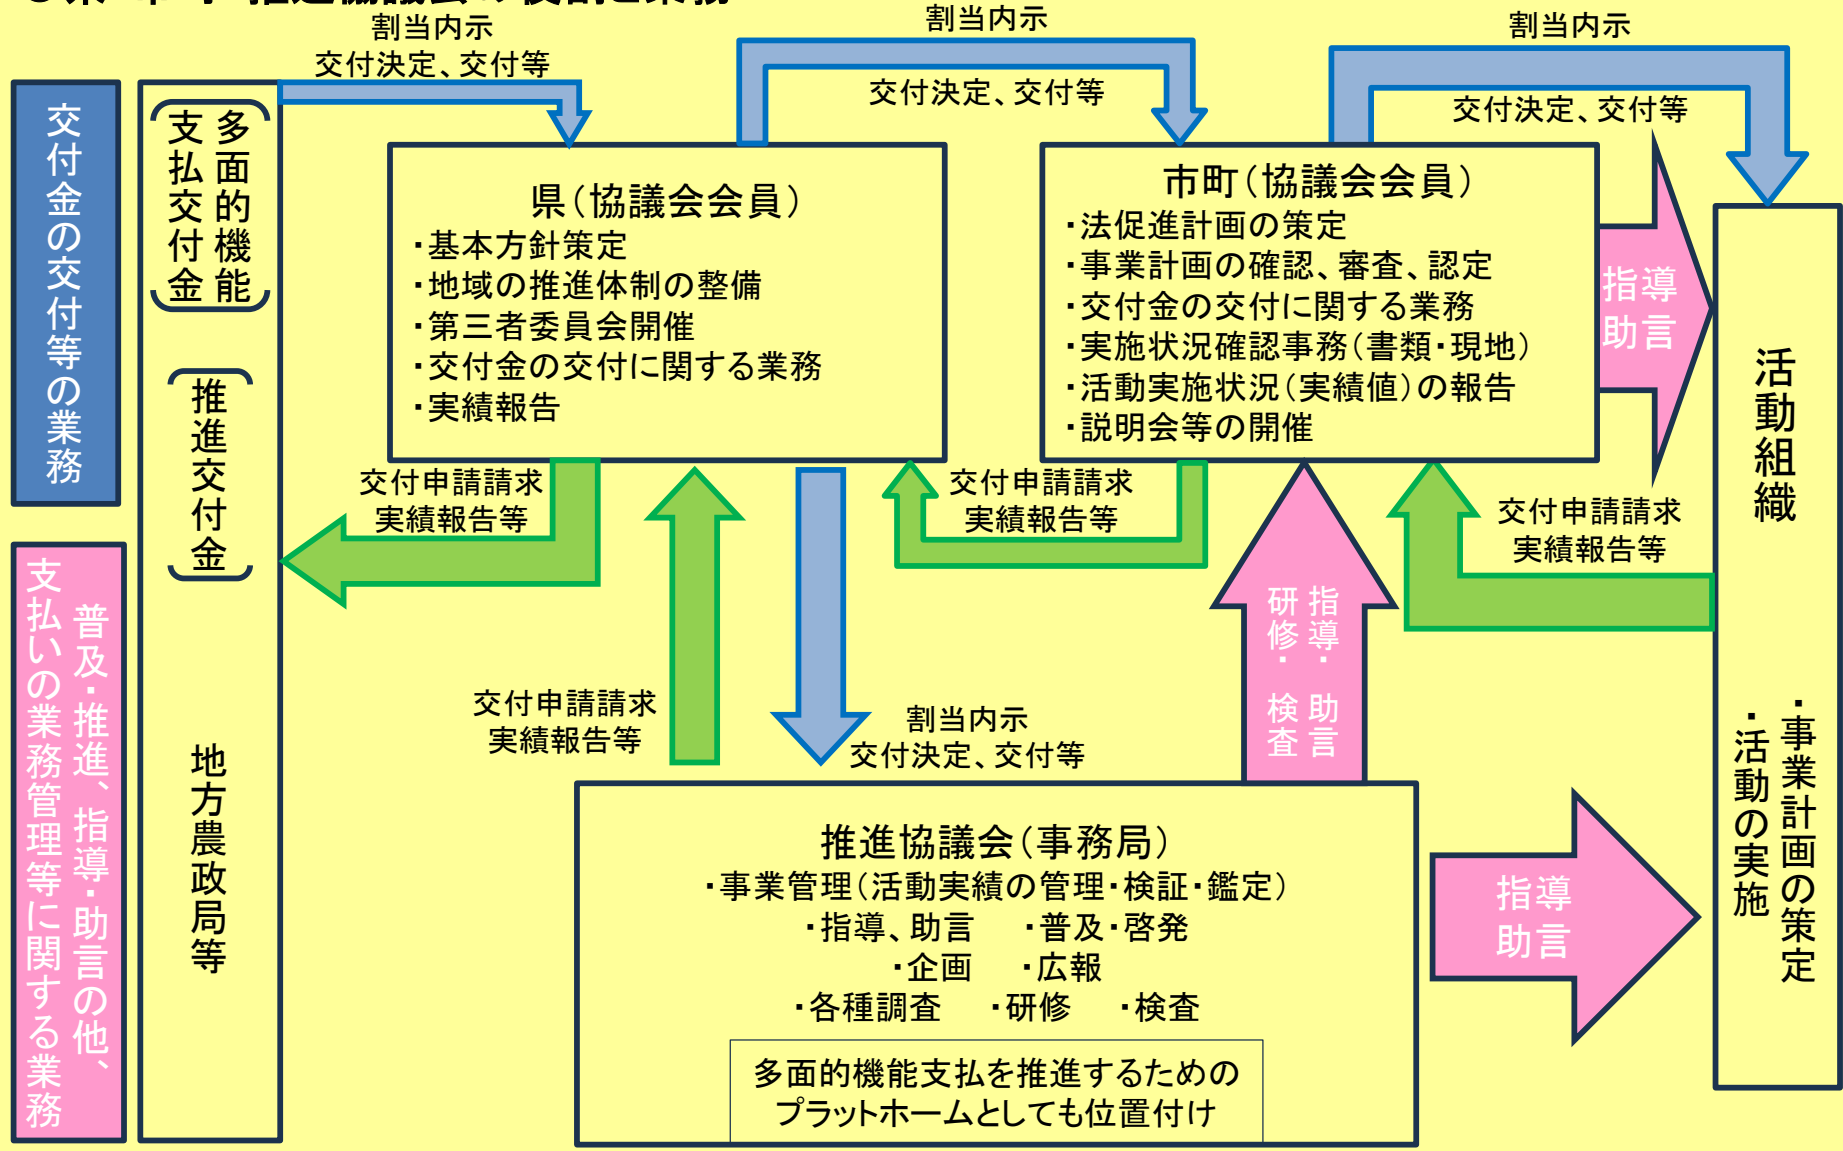 割当内示
交付決定、交付等
割当内示
交付決定、交付等
割当内示
交付決定、交付等
交付金の交付等の業務
普及・推進、指導・助言の他、
支払いの業務管理等に関する業務
多面的機能
支払交付金
推進交付金
地方農政局等
県（協議会会員）
・基本方針策定
・地域の推進体制の整備
・第三者委員会開催
・交付金の交付に関する業務
・実績報告
市町（協議会会員）
・法促進計画の策定
・事業計画の確認、審査、認定
・交付金の交付に関する業務
・実施状況確認事務（書類・現地）
・活動実施状況（実績値）の報告
・説明会等の開催
指導
助言
活動組織
・事業計画の策定
・活動の実施
交付申請請求
実績報告等
交付申請請求
実績報告等
交付申請請求
実績報告等
交付申請請求
実績報告等
割当内示
交付決定、交付等
指導・助言
研修・検査
推進協議会（事務局）
・事業管理（活動実績の管理・検証・鑑定）
・指導、助言　・普及・啓発
・企画　・広報
・各種調査　・研修　・検査
多面的機能支払を推進するための
プラットホームとしても位置付け
指導
助言